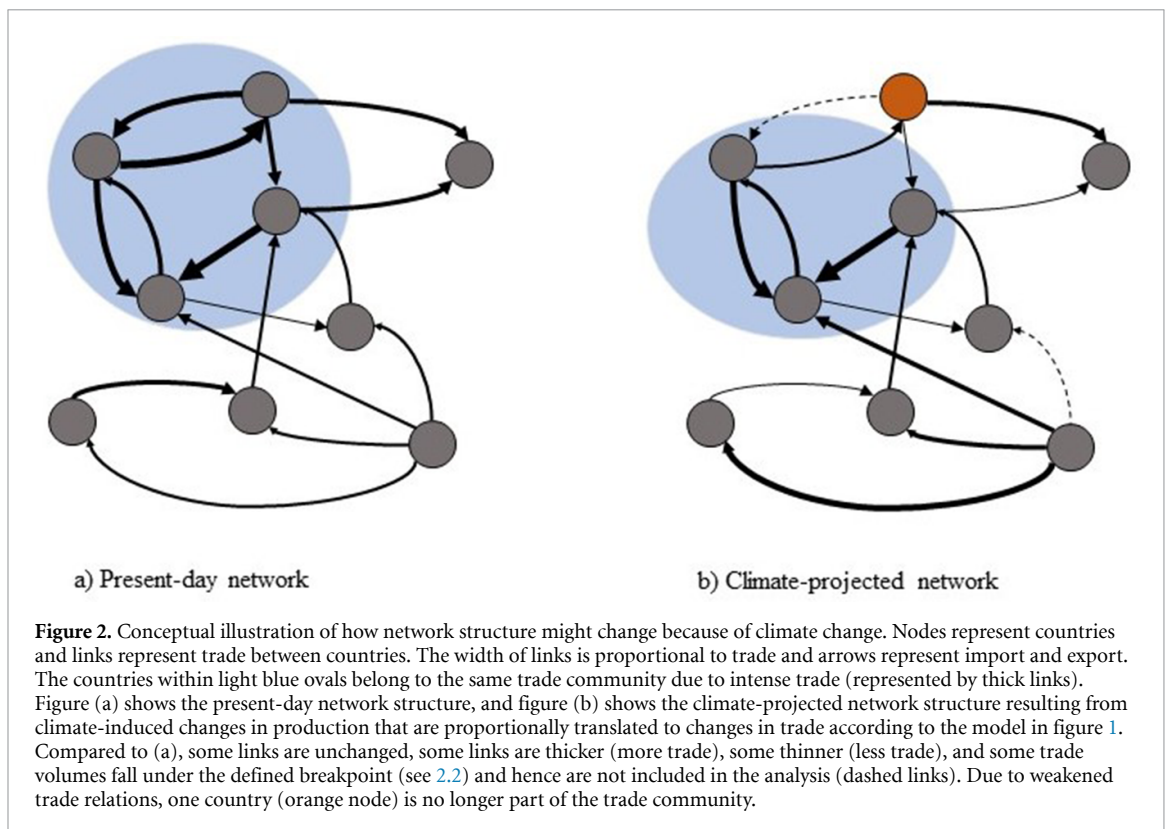 a) Present-day network
b) Climate-projected network
Figure 2. Conceptual illustration of how network structure might change because of climate change. Nodes represent countries
and links represent trade between countries. The width of links is proportional to trade and arrows represent import and export.
The countries within light blue ovals belong to the same trade community due to intense trade (represented by thick links).
Figure (a) shows the present-day network structure, and figure (b) shows the climate-projected network structure resulting from
climate-induced changes in production that are proportionally translated to changes in trade according to the model in figure 1.
Compared to (a), some links are unchanged, some links are thicker (more trade), some thinner (less trade), and some trade
volumes fall under the defined breakpoint (see 2.2) and hence are not included in the analysis (dashed links). Due to weakened
trade relations, one country (orange node) is no longer part of the trade community.